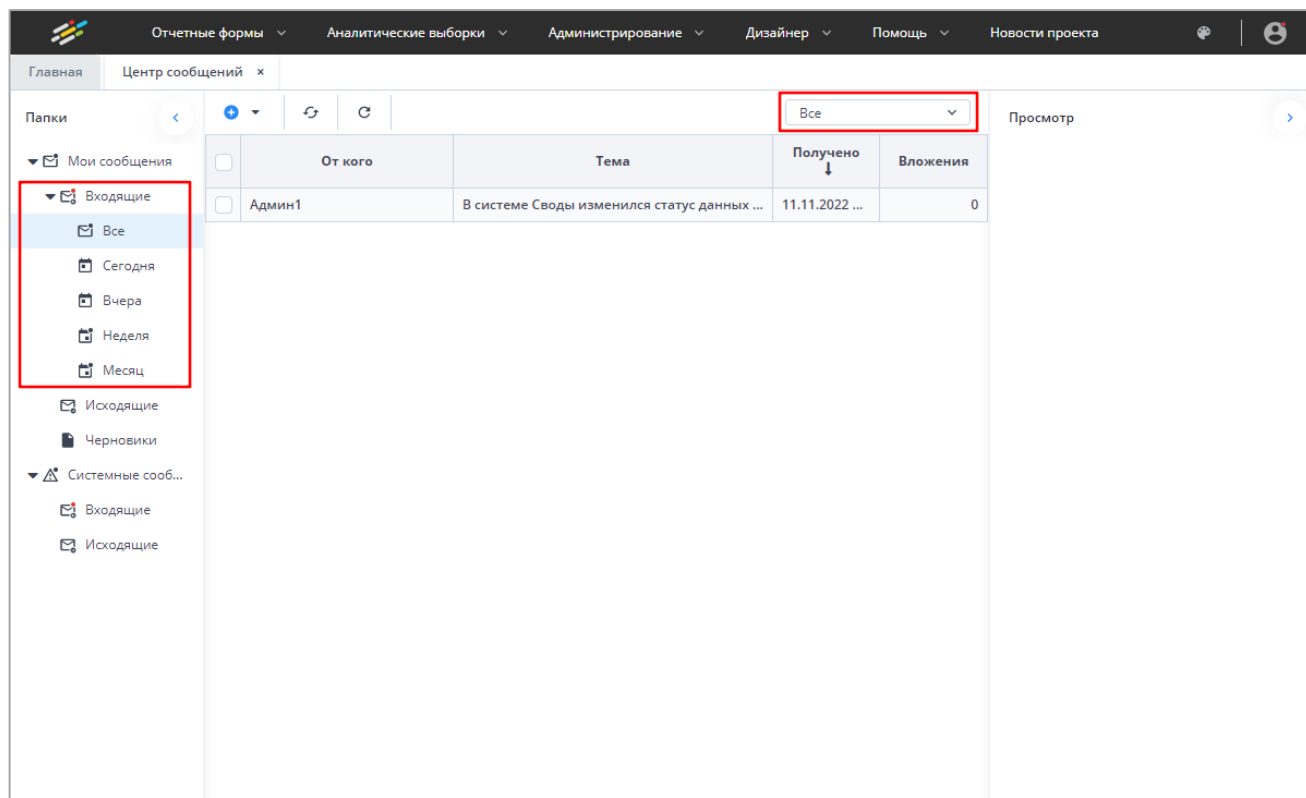 Отчетные формы Аналитические выборки Администрирование Дизайнер Помощь Новости проекта
Главная Центр сообщений ×
Папки
Все
Просмотр
Мои сообщения
Входящие
Все
Сегодня
Вчера
Неделя
Месяц
Исходящие
Черновики
Системные сооб...
Входящие
Исходящие
От кого Тема Получено Вложения
Админ1 В системе Своды изменился статус данных ... 11.11.2022 ... 0